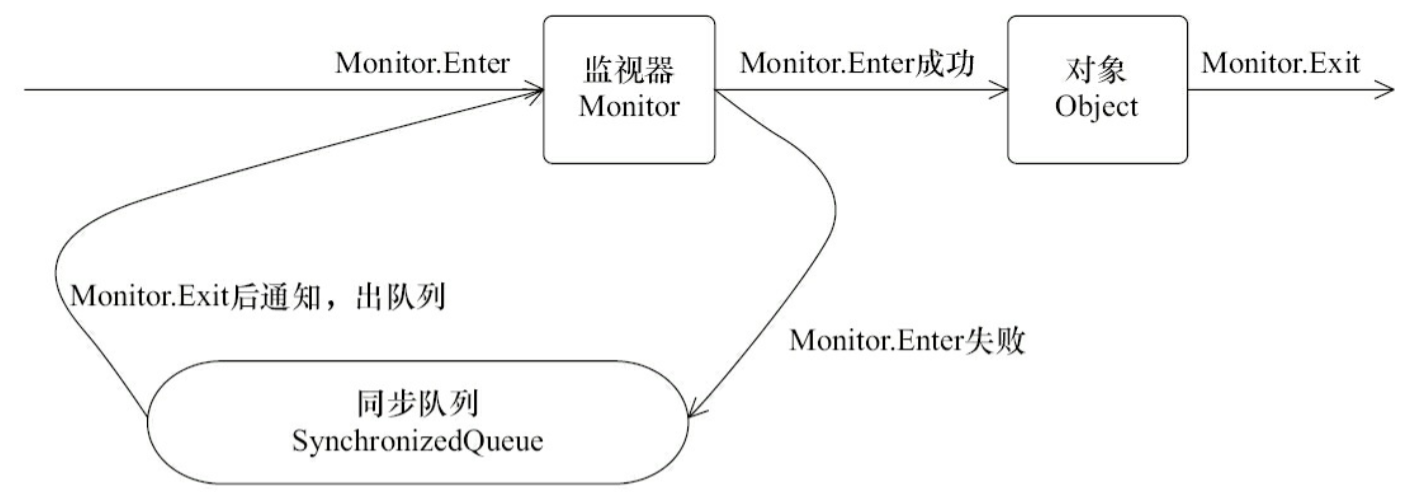 Monitor.Enter
监视器
Monitor
Monitor.Enter成功
对象
Object
Monitor.Exit
Monitor.Exit后通知，出队列
Monitor.Enter失败
同步队列
SynchronizedQueue